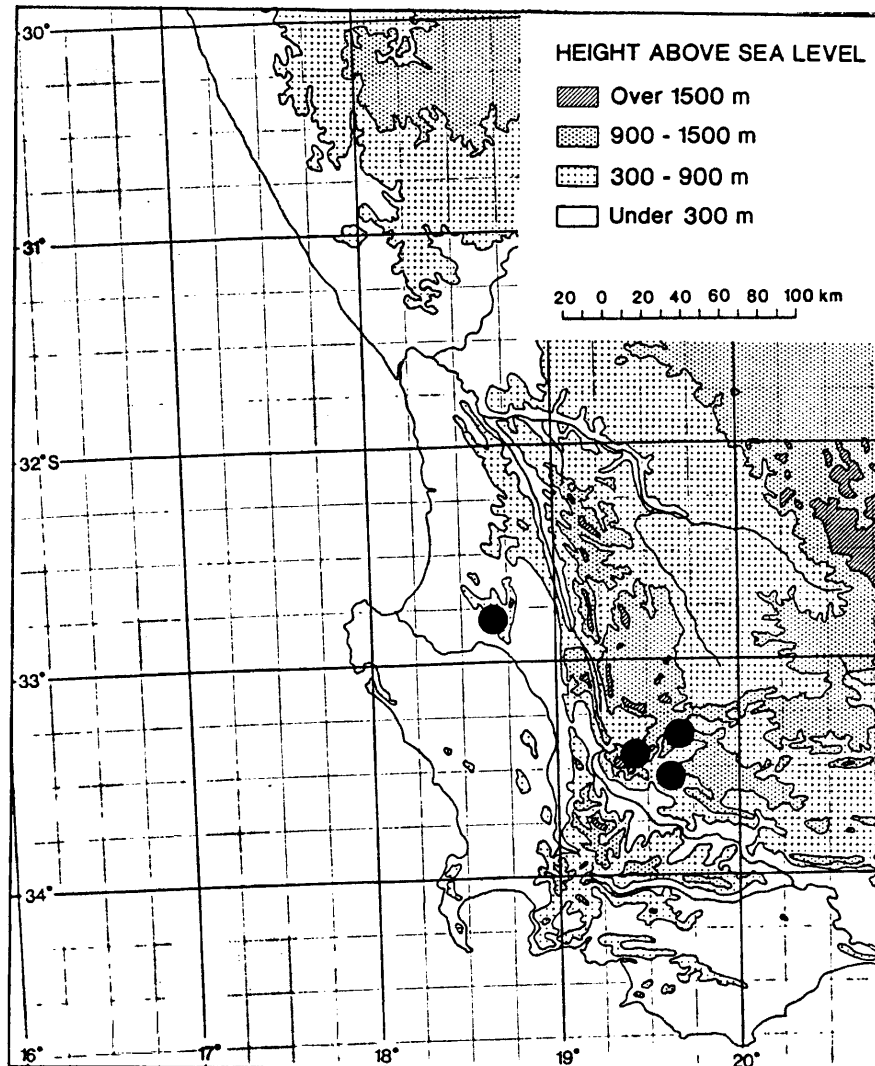 30°
HEIGHT ABOVE SEA LEVEL
Over 1500 m
900 - 1500 m
300 - 900 m
Under 300 m
31°
20 0 20 40 60 80 100 km
32°S
33°
34°
16° 17° 18° 19° 20°